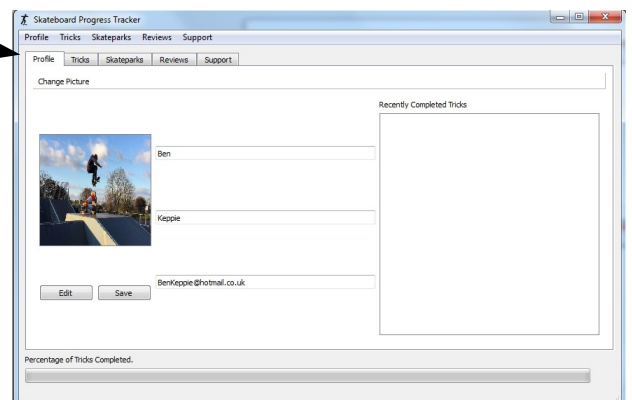 Skateboard Progress Tracker
Profile Tricks Skateparks Reviews Support
Profile Tricks Skateparks Reviews Support
Change Picture
Recently Completed Tricks
Ben
Keppie
BenKeppie@hotmail.co.uk
Edit Save
Percentage of Tricks Completed.